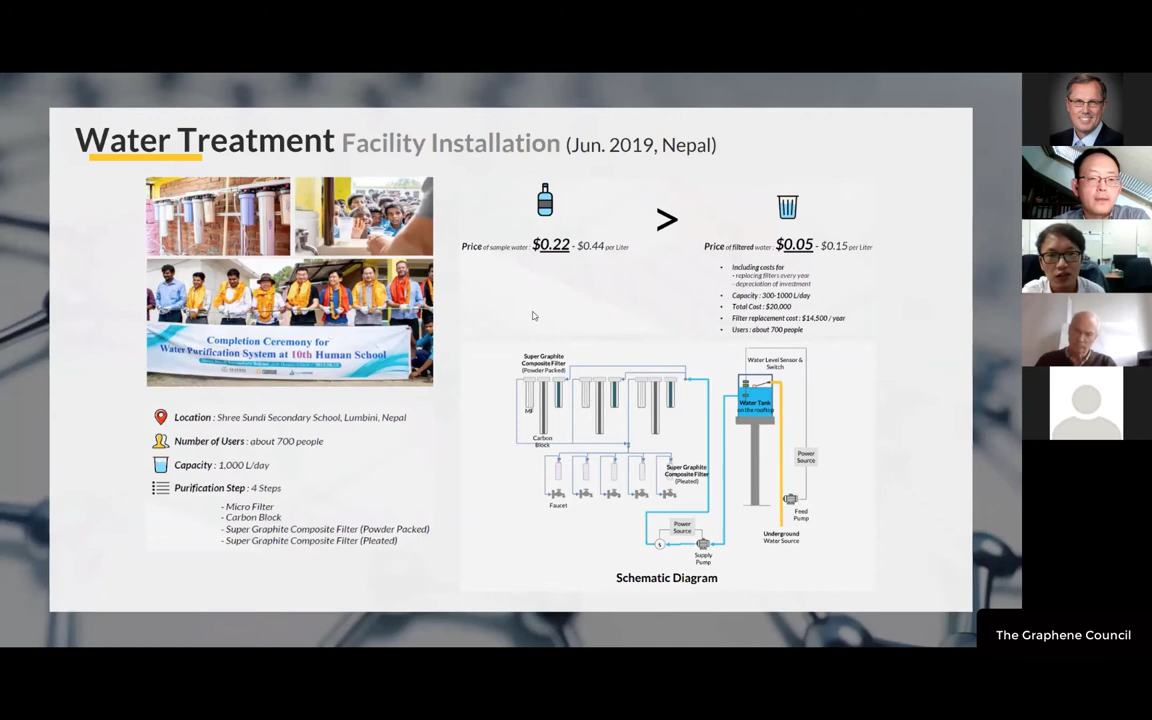 Water Treatment Facility Installation (Jun. 2019, Nepal)
Completion Ceremony for
Water Purification System at 10th Human School
Location : Shree Sundi Secondary School, Lumbini, Nepal
Number of Users : about 700 people
Capacity : 1,000 L/day
Purification Step : 4 Steps
- Micro Filter
- Carbon Block
- Super Graphite Composite Filter (Powder Packed)
- Super Graphite Composite Filter (Pleated)
>
Price of sample water : $0.22 - $0.44 per Liter
Price of filtered water : $0.05 - $0.15 per Liter
• Including costs for
- replacing filters every year
- depreciation of investment
• Capacity : 300-1000 L/day
• Total Cost : $20,000
• Filter replacement cost : $14,500 / year
• Users : about 700 people
Super Graphite
Composite Filter
(Powder Packed)
MF
Carbon
Block
Super Graphite
Composite Filter
(Pleated)
Faucet
Water Level Sensor &
Switch
Water Tank
on the rooftop
Power
Source
Feed
Pump
Underground
Water Source
Power
Source
Supply
Pump
Schematic Diagram
The Graphene Council